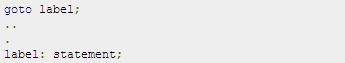 goto label;
..
.
label: statement;